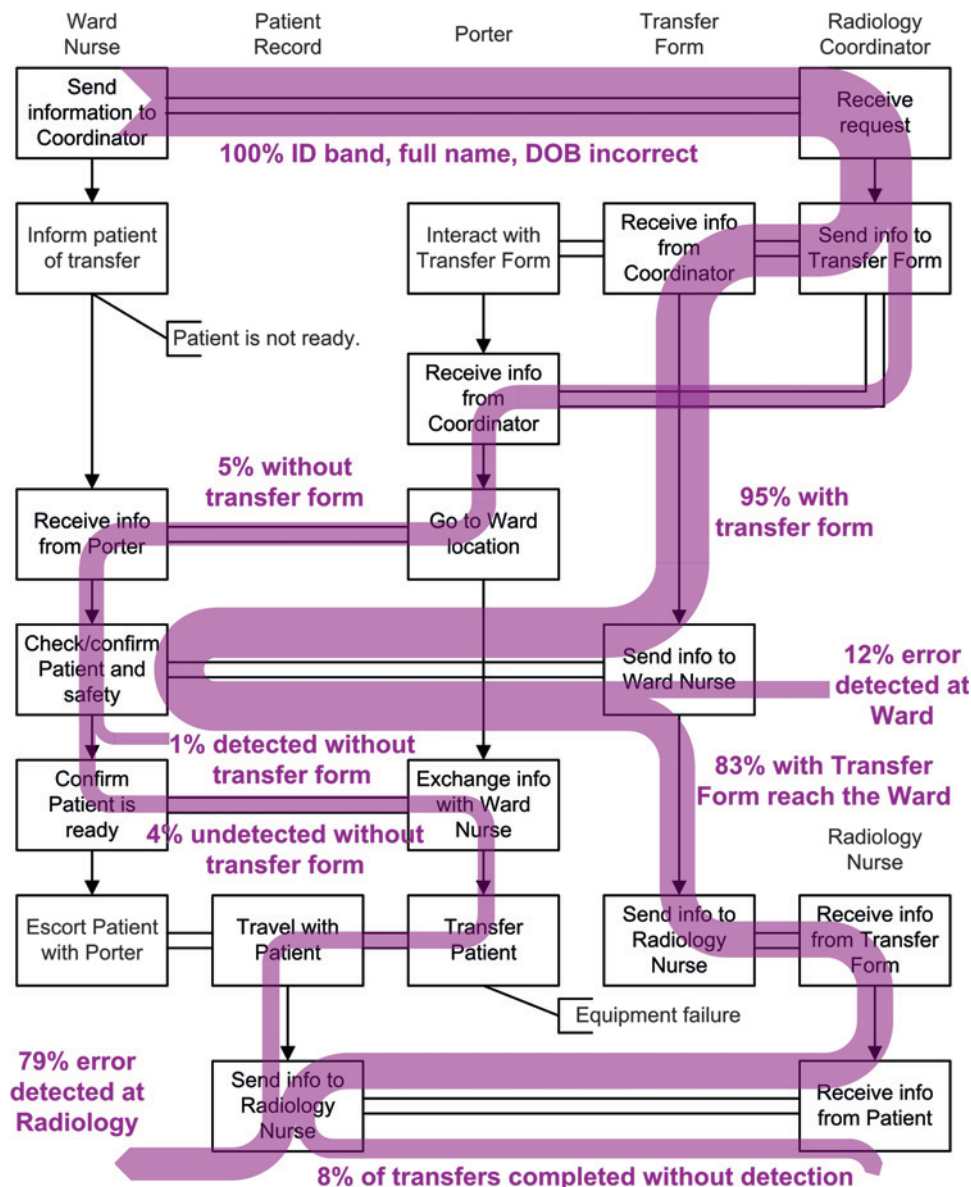 Ward
Nurse
Patient
Record
Porter
Transfer
Form
Radiology
Coordinator
Send
information to
Coordinator
Receive
request
100% ID band, full name, DOB incorrect
Inform patient
of transfer
Interact with
Transfer Form
Receive info
from
Coordinator
Send info to
Transfer Form
Patient is not ready.
Receive info
from
Coordinator
5% without
transfer form
95% with
transfer form
Receive info
from Porter
Go to Ward
location
Check/confirm
Patient and
safety
Send info to
Ward Nurse
12% error
detected at
Ward
1% detected without
transfer form
83% with Transfer
Form reach the Ward
Confirm
Patient is
ready
Exchange info
with Ward
Nurse
4% undetected without
transfer form
Radiology
Nurse
Escort Patient
with Porter
Travel with
Patient
Transfer
Patient
Send info to
Radiology
Nurse
Receive info
from Transfer
Form
Equipment failure
79% error
detected at
Radiology
Send info to
Radiology
Nurse
Receive info
from Patient
8% of transfers completed without detection